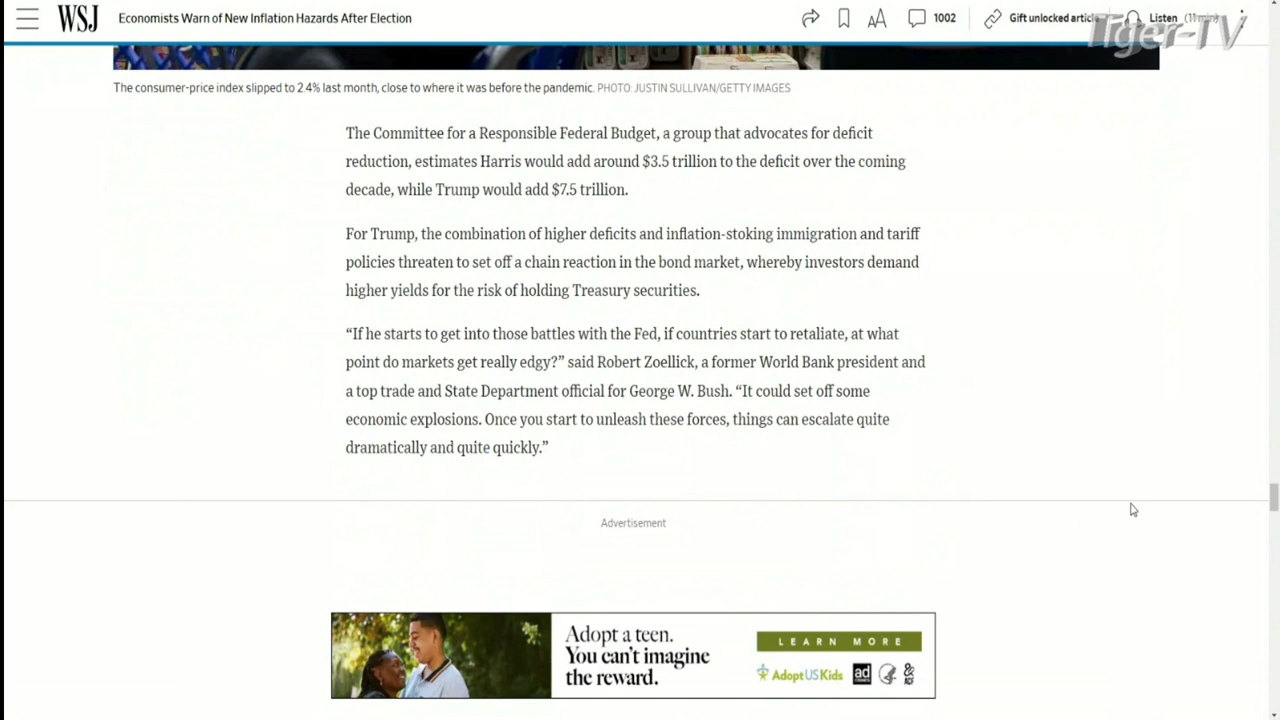 WSJ
Economists Warn of New Inflation Hazards After Election
1002
Gift unlocked article
Listen (11 min)
Tiger-TV
The consumer-price index slipped to 2.4% last month, close to where it was before the pandemic. PHOTO: JUSTIN SULLIVAN/GETTY IMAGES
The Committee for a Responsible Federal Budget, a group that advocates for deficit
reduction, estimates Harris would add around $3.5 trillion to the deficit over the coming
decade, while Trump would add $7.5 trillion.
For Trump, the combination of higher deficits and inflation-stoking immigration and tariff
policies threaten to set off a chain reaction in the bond market, whereby investors demand
higher yields for the risk of holding Treasury securities.
“If he starts to get into those battles with the Fed, if countries start to retaliate, at what
point do markets get really edgy?” said Robert Zoellick, a former World Bank president and
a top trade and State Department official for George W. Bush. “It could set off some
economic explosions. Once you start to unleash these forces, things can escalate quite
dramatically and quite quickly.”
Advertisement
Adopt a teen.
You can't imagine
the reward.
LEARN MORE
AdoptUSKids
ad